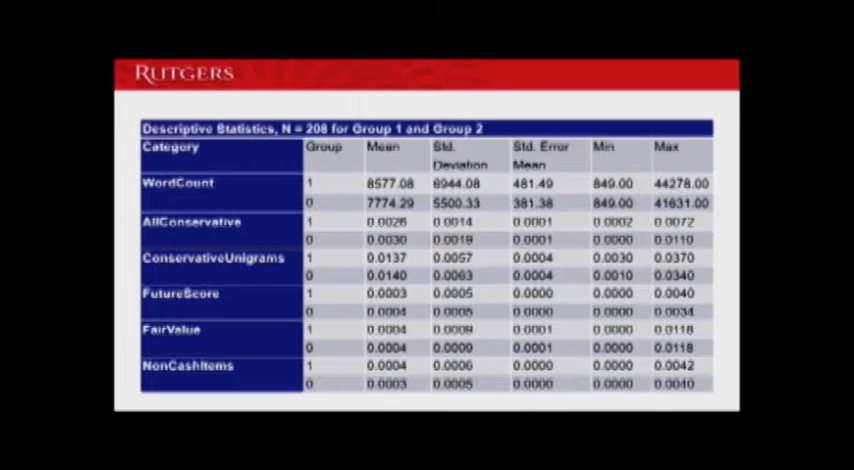 RUTGERS
Descriptive Statistics, N = 208 for Group 1 and Group 2
Category Group Mean Std. Deviation Std. Error Mean Min Max
WordCount 1 8577.08 6944.08 481.49 849.00 44278.00
0 7774.29 5500.33 381.38 849.00 41631.00
AllConservative 1 0.0026 0.0014 0.0001 0.0002 0.0072
0 0.0030 0.0019 0.0001 0.0000 0.0110
ConservativeUnigrams 1 0.0137 0.0057 0.0004 0.0030 0.0370
0 0.0140 0.0063 0.0004 0.0010 0.0340
FutureScore 1 0.0003 0.0005 0.0000 0.0000 0.0040
0 0.0004 0.0005 0.0000 0.0000 0.0034
FairValue 1 0.0004 0.0009 0.0001 0.0000 0.0118
0 0.0004 0.0009 0.0001 0.0000 0.0118
NonCashItems 1 0.0004 0.0006 0.0000 0.0000 0.0042
0 0.0003 0.0005 0.0000 0.0000 0.0040